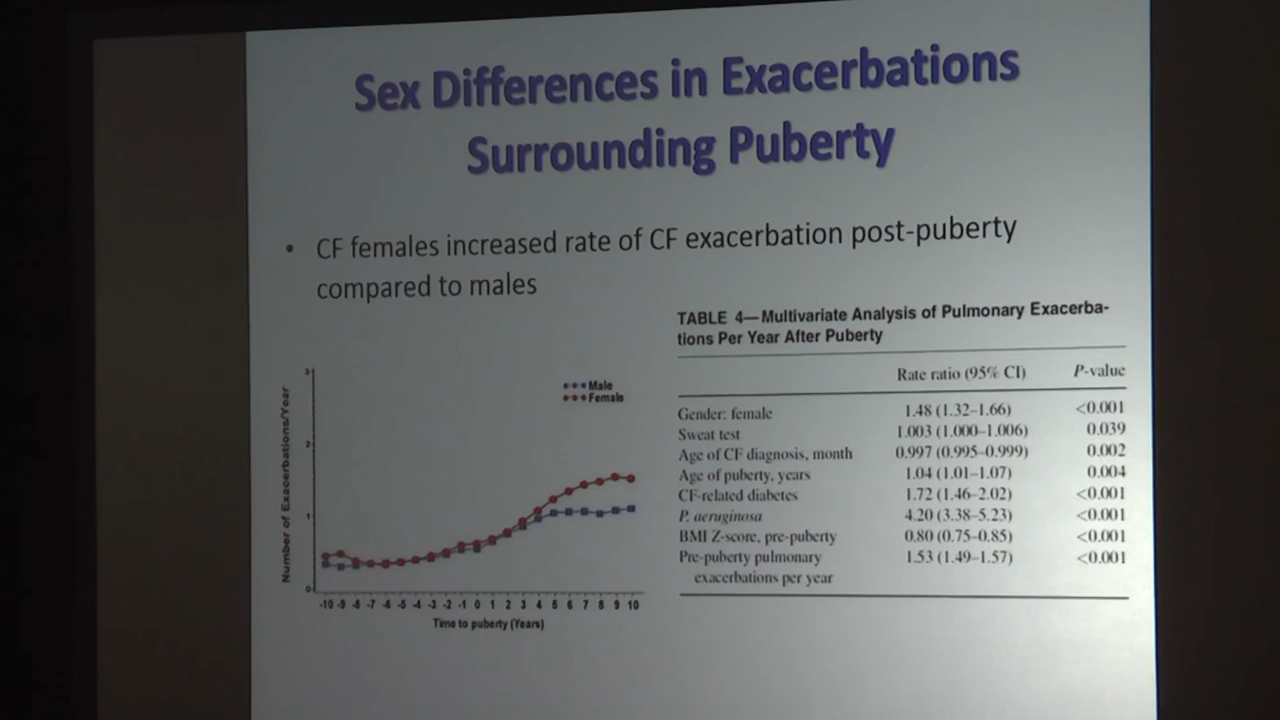 Sex Differences in Exacerbations
Surrounding Puberty
• CF females increased rate of CF exacerbation post-puberty
compared to males
TABLE 4—Multivariate Analysis of Pulmonary Exacerba-
tions Per Year After Puberty
Rate ratio (95% CI) P-value
Gender: female 1.48 (1.32–1.66) <0.001
Sweat test 1.003 (1.000–1.006) 0.039
Age of CF diagnosis, month 0.997 (0.995–0.999) 0.002
Age of puberty, years 1.04 (1.01–1.07) 0.004
CF-related diabetes 1.72 (1.46–2.02) <0.001
P. aeruginosa 4.20 (3.38–5.23) <0.001
BMI Z-score, pre-puberty 0.80 (0.75–0.85) <0.001
Pre-puberty pulmonary 1.53 (1.49–1.57) <0.001
exacerbations per year
Number of Exacerbations/Year
3
2
1
0
Male
Female
-10 -9 -8 -7 -6 -5 -4 -3 -2 -1 0 1 2 3 4 5 6 7 8 9 10
Time to puberty (Years)